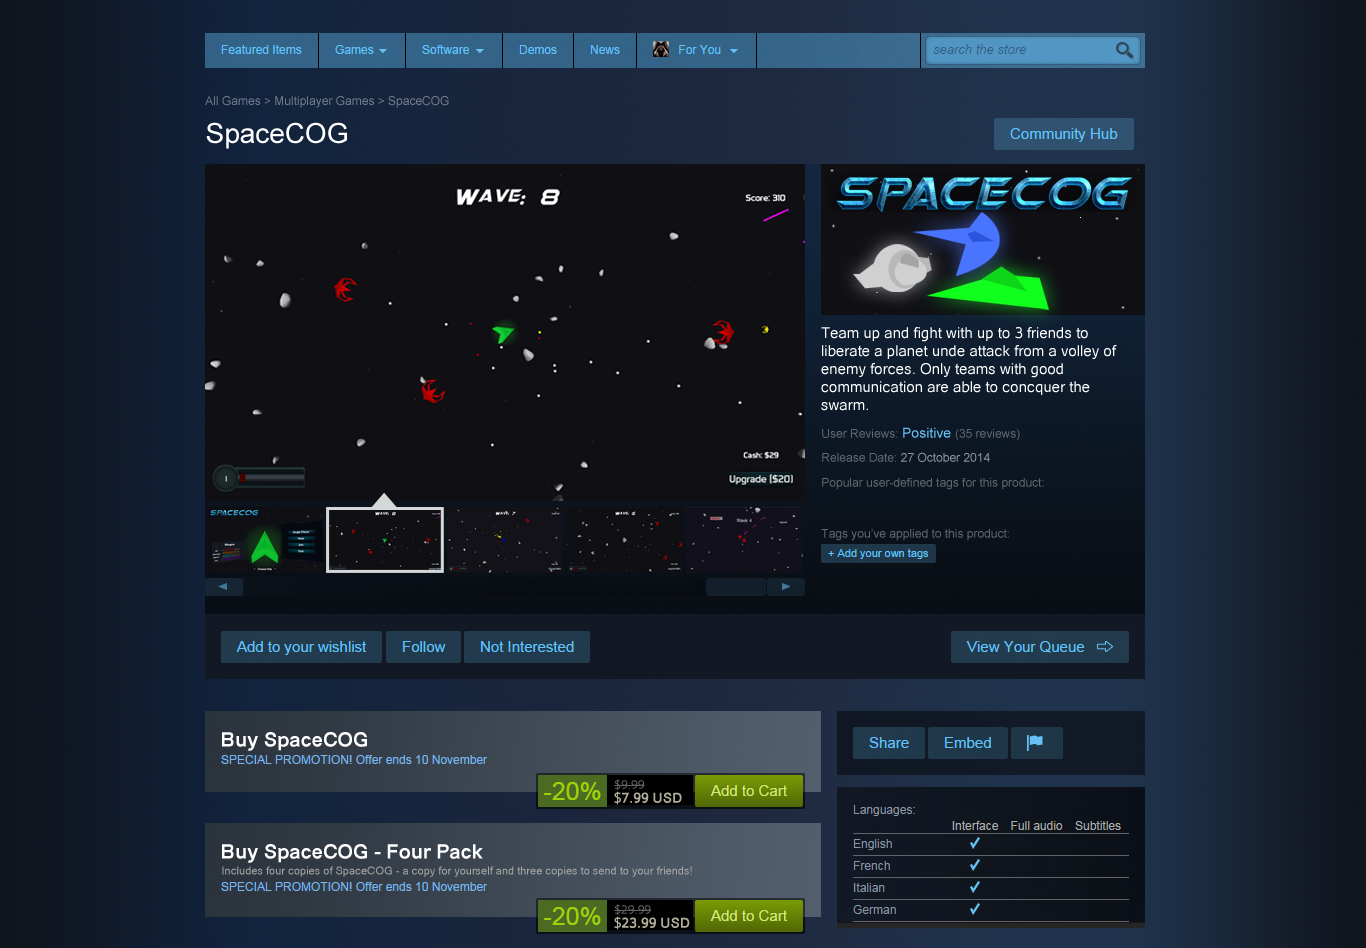 Featured Items
Games
Software
Demos
News
For You
search the store
All Games > Multiplayer Games > SpaceCOG
SpaceCOG
Community Hub
WAVE: 8
Score: 310
Cash: $29
Upgrade ($20)
SPACECOG
Team up and fight with up to 3 friends to
liberate a planet unde attack from a volley of
enemy forces. Only teams with good
communication are able to concquer the
swarm.
User Reviews: Positive (35 reviews)
Release Date: 27 October 2014
Popular user-defined tags for this product:
Tags you've applied to this product:
+ Add your own tags
SPACECOG
Add to your wishlist
Follow
Not Interested
View Your Queue
Buy SpaceCOG
SPECIAL PROMOTION! Offer ends 10 November
-20%
$9.99
$7.99 USD
Add to Cart
Buy SpaceCOG - Four Pack
Includes four copies of SpaceCOG - a copy for yourself and three copies to send to your friends!
SPECIAL PROMOTION! Offer ends 10 November
-20%
$29.99
$23.99 USD
Add to Cart
Share
Embed
Languages:
Interface Full audio Subtitles
English
French
Italian
German